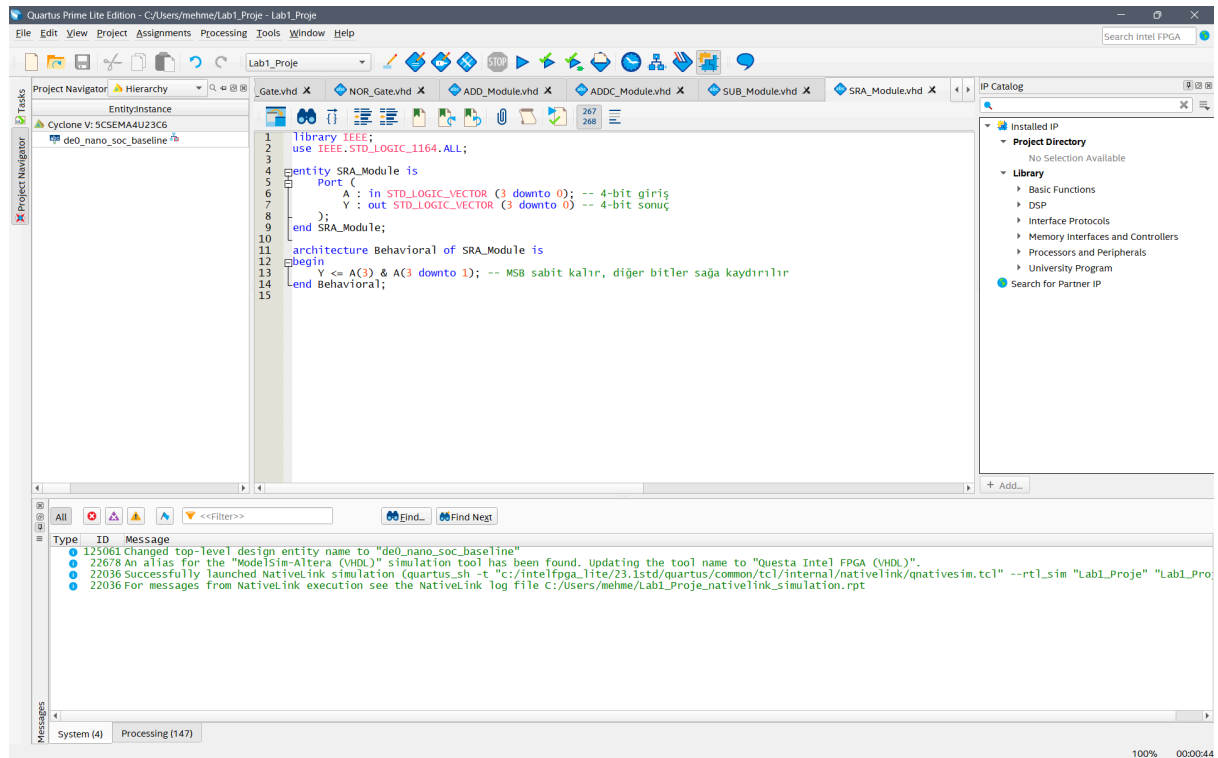 Quartus Prime Lite Edition - C:/Users/mehme/Lab1_Proje - Lab1_Proje
File Edit View Project Assignments Processing Tools Window Help
Search Intel FPGA
Lab1_Proje
STOP
Tasks
Project Navigator
Project Navigator Hierarchy
Entity:Instance
Cyclone V: 5CSEMA4U23C6
de0_nano_soc_baseline
_Gate.vhd
NOR_Gate.vhd
ADD_Module.vhd
ADDC_Module.vhd
SUB_Module.vhd
SRA_Module.vhd
267
268
1 library IEEE;
2 use IEEE.STD_LOGIC_1164.ALL;
3
4 entity SRA_Module is
5 Port (
6 A : in STD_LOGIC_VECTOR (3 downto 0); -- 4-bit giriş
7 Y : out STD_LOGIC_VECTOR (3 downto 0) -- 4-bit sonuç
8 );
9 end SRA_Module;
10
11 architecture Behavioral of SRA_Module is
12 begin
13 Y <= A(3) & A(3 downto 1); -- MSB sabit kalır, diğer bitler sağa kaydırılır
14 end Behavioral;
15
IP Catalog
Installed IP
Project Directory
No Selection Available
Library
Basic Functions
DSP
Interface Protocols
Memory Interfaces and Controllers
Processors and Peripherals
University Program
Search for Partner IP
+ Add...
All
<<Filter>>
Find...
Find Next
Type ID Message
125061 Changed top-level design entity name to "de0_nano_soc_baseline"
22678 An alias for the "ModelSim-Altera (VHDL)" simulation tool has been found. Updating the tool name to "Questa Intel FPGA (VHDL)".
22036 Successfully launched NativeLink simulation (quartus_sh -t "c:/intelfpga_lite/23.1std/quartus/common/tcl/internal/nativelink/qnativesim.tcl" --rtl_sim "Lab1_Proje" "Lab1_Pro
22036 For messages from NativeLink execution see the NativeLink log file C:/Users/mehme/Lab1_Proje_nativelink_simulation.rpt
Messages
System (4)
Processing (147)
100% 00:00:44